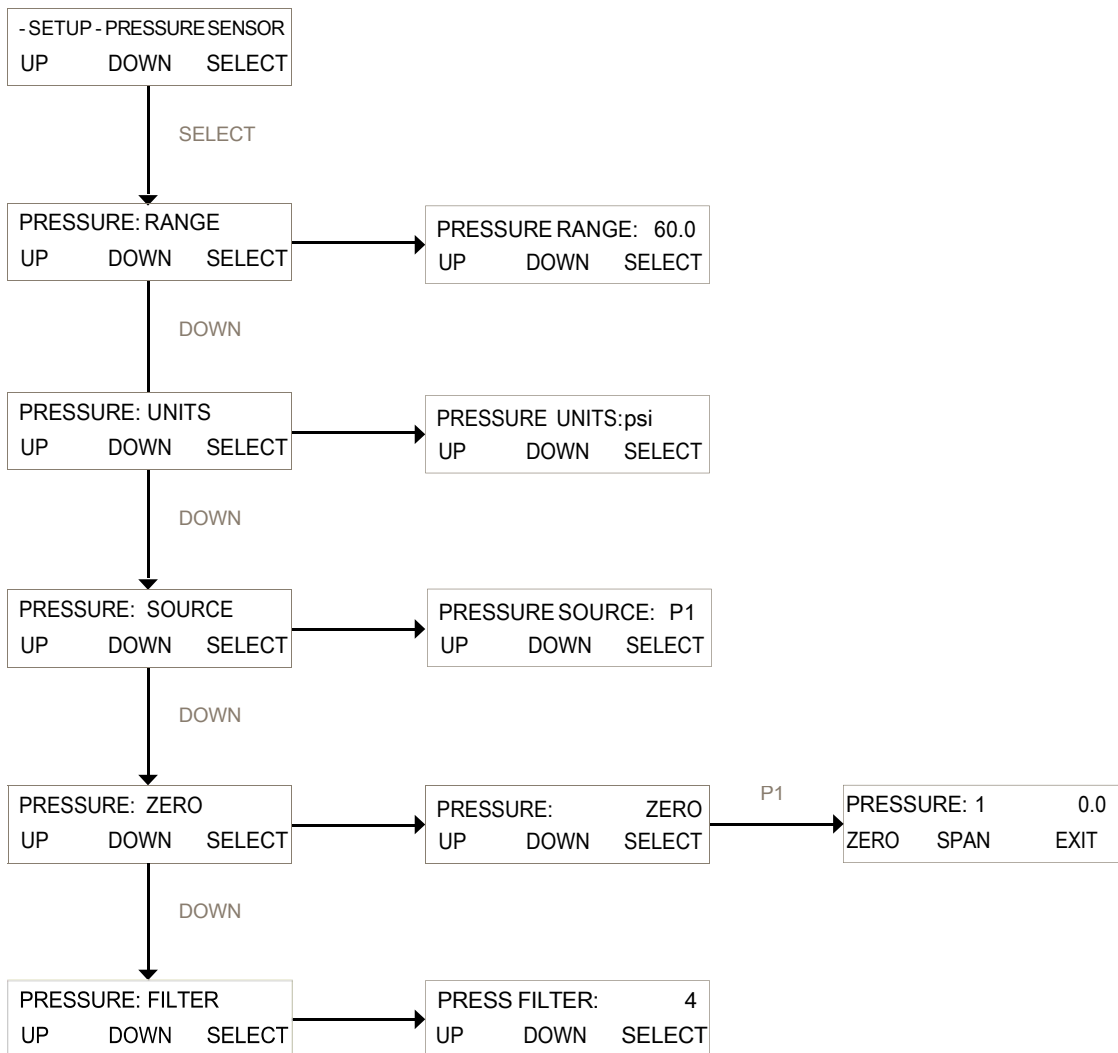 - SETUP - PRESSURE SENSOR
UP DOWN SELECT
SELECT
PRESSURE: RANGE
UP DOWN SELECT
PRESSURE RANGE: 60.0
UP DOWN SELECT
DOWN
PRESSURE: UNITS
UP DOWN SELECT
PRESSURE UNITS:psi
UP DOWN SELECT
DOWN
PRESSURE: SOURCE
UP DOWN SELECT
PRESSURE SOURCE: P1
UP DOWN SELECT
DOWN
PRESSURE: ZERO
UP DOWN SELECT
PRESSURE: ZERO
UP DOWN SELECT
P1
PRESSURE: 1 0.0
ZERO SPAN EXIT
DOWN
PRESSURE: FILTER
UP DOWN SELECT
PRESS FILTER: 4
UP DOWN SELECT